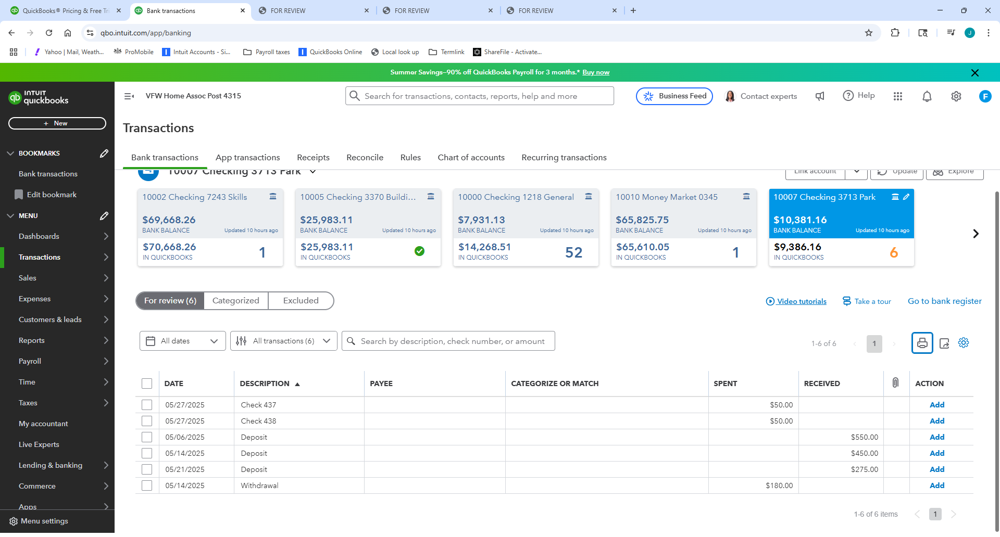 QuickBooks® Pricing & Free Tri
Bank transactions
FOR REVIEW
FOR REVIEW
FOR REVIEW
qbo.intuit.com/app/banking
J
Yahoo | Mail, Weath...
ProMobile
Intuit Accounts - Si...
Payroll taxes
QuickBooks Online
Local look up
Termlink
ShareFile - Activate...
Summer Savings—90% off QuickBooks Payroll for 3 months.* Buy now
INTUIT
quickbooks
VFW Home Assoc Post 4315
Search for transactions, contacts, reports, help and more
Business Feed
Contact experts
Help
F
+ New
BOOKMARKS
Bank transactions
Edit bookmark
MENU
Dashboards
Transactions
Sales
Expenses
Customers & leads
Reports
Payroll
Time
Taxes
My accountant
Live Experts
Lending & banking
Commerce
Apps
Menu settings
Transactions
Bank transactions
App transactions
Receipts
Reconcile
Rules
Chart of accounts
Recurring transactions
10007 Checking 3713 Park
Link account
Update
Explore
10002 Checking 7243 Skills
$69,668.26
BANK BALANCE
Updated 10 hours ago
$70,668.26
IN QUICKBOOKS
1
10005 Checking 3370 Buildi...
$25,983.11
BANK BALANCE
Updated 10 hours ago
$25,983.11
IN QUICKBOOKS
10000 Checking 1218 General
$7,931.13
BANK BALANCE
Updated 10 hours ago
$14,268.51
IN QUICKBOOKS
52
10010 Money Market 0345
$65,825.75
BANK BALANCE
Updated 10 hours ago
$65,610.05
IN QUICKBOOKS
1
10007 Checking 3713 Park
$10,381.16
BANK BALANCE
Updated 10 hours ago
$9,386.16
IN QUICKBOOKS
6
For review (6)
Categorized
Excluded
Video tutorials
Take a tour
Go to bank register
All dates
All transactions (6)
Search by description, check number, or amount
1-6 of 6
1
DATE DESCRIPTION PAYEE CATEGORIZE OR MATCH SPENT RECEIVED ACTION
05/27/2025 Check 437 $50.00 Add
05/27/2025 Check 438 $50.00 Add
05/06/2025 Deposit $550.00 Add
05/14/2025 Deposit $450.00 Add
05/21/2025 Deposit $275.00 Add
05/14/2025 Withdrawal $180.00 Add
1-6 of 6 items
1